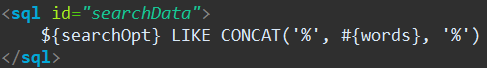 <sql id="searchData">
    ${searchOpt} LIKE CONCAT('%', #{words}, '%')
</sql>